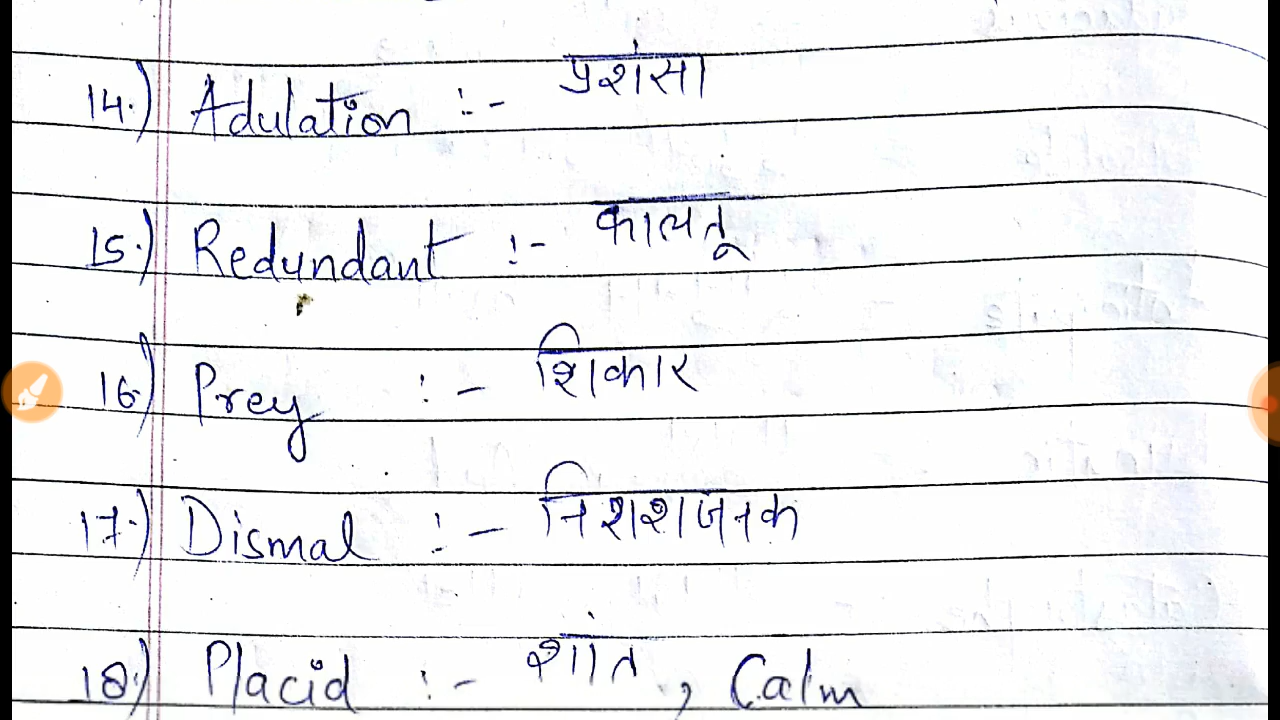 14.) Adulation :- प्रशंसा
15.) Redundant :- फालतू
16.) Prey :- शिकार
17.) Dismal :- निराशाजनक
18.) Placid :- शांत, Calm